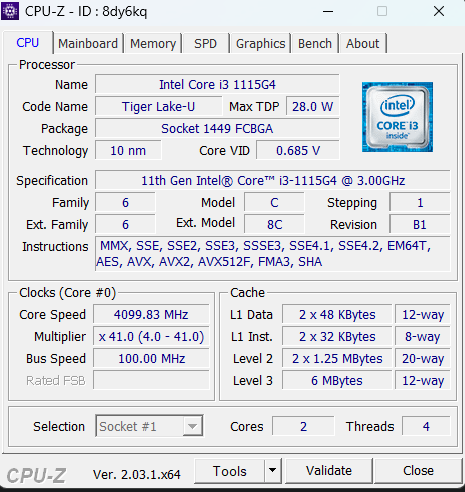 CPU-Z - ID : 8dy6kq
CPU Mainboard Memory SPD Graphics Bench About
Processor
Name Intel Core i3 1115G4
Code Name Tiger Lake-U Max TDP 28.0 W
Package Socket 1449 FCBGA
Technology 10 nm Core VID 0.685 V
intel
CORE i3
inside™
Specification 11th Gen Intel® Core™ i3-1115G4 @ 3.00GHz
Family 6 Model C Stepping 1
Ext. Family 6 Ext. Model 8C Revision B1
Instructions MMX, SSE, SSE2, SSE3, SSSE3, SSE4.1, SSE4.2, EM64T,
AES, AVX, AVX2, AVX512F, FMA3, SHA
Clocks (Core #0)
Core Speed 4099.83 MHz
Multiplier x 41.0 (4.0 - 41.0)
Bus Speed 100.00 MHz
Rated FSB
Cache
L1 Data 2 x 48 KBytes 12-way
L1 Inst. 2 x 32 KBytes 8-way
Level 2 2 x 1.25 MBytes 20-way
Level 3 6 MBytes 12-way
Selection Socket #1 Cores 2 Threads 4
CPU-Z Ver. 2.03.1.x64 Tools Validate Close